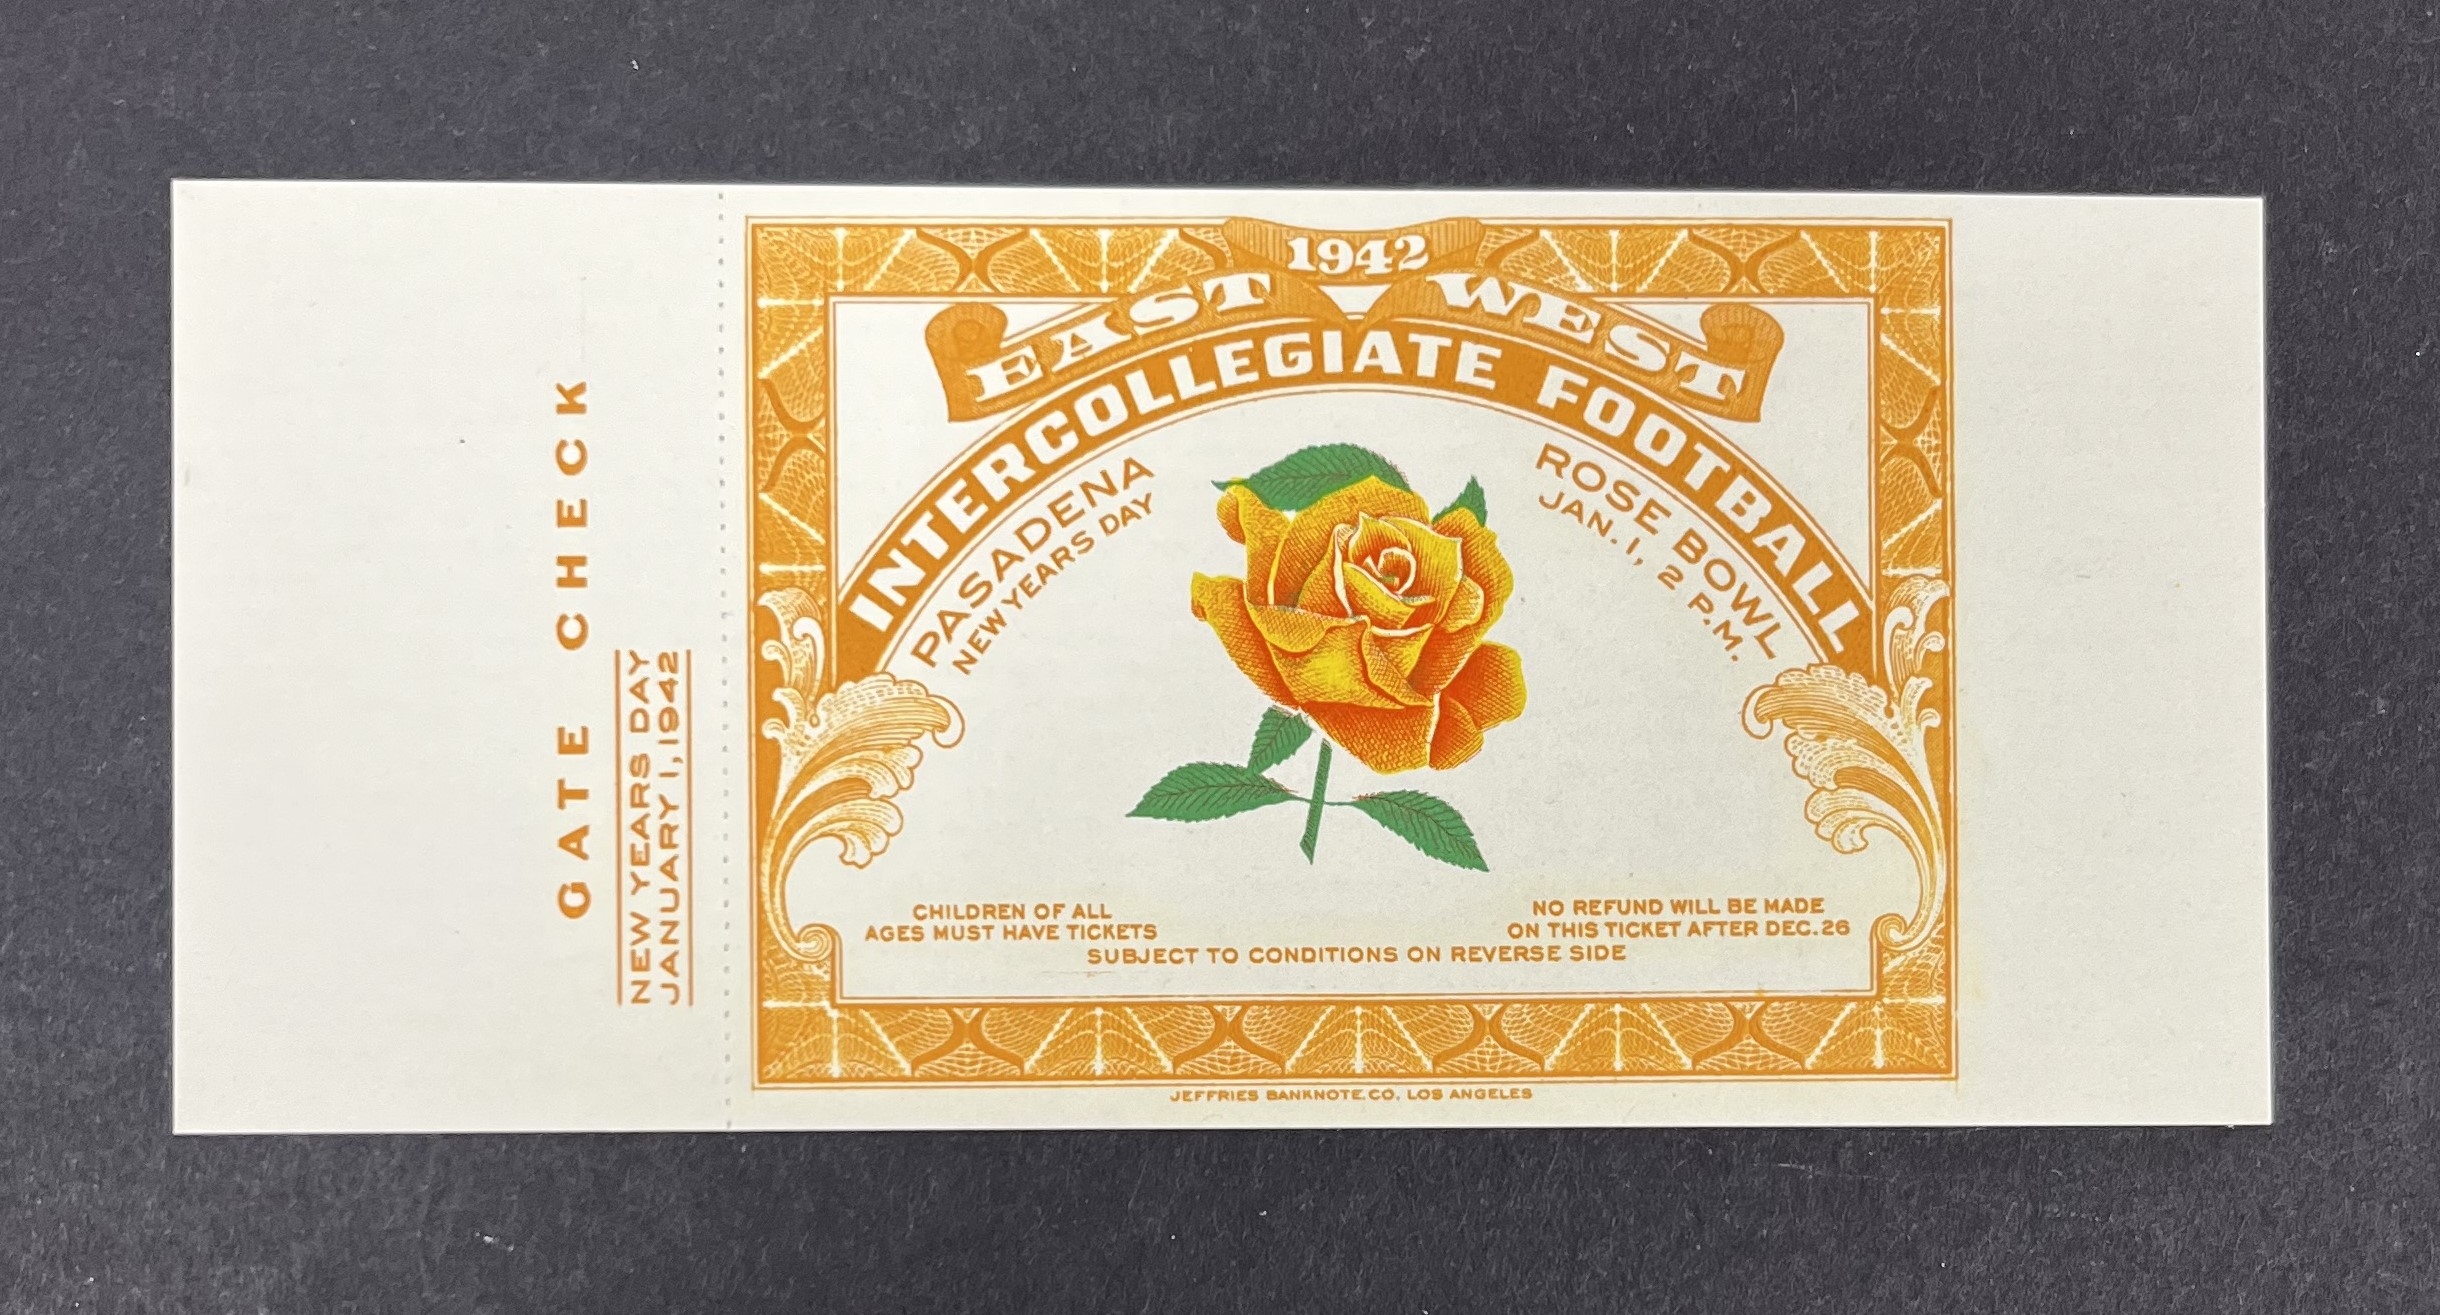 GATE CHECK
NEW YEARS DAY
JANUARY 1, 1942
1942
EAST WEST
INTERCOLLEGIATE FOOTBALL
PASADENA
NEW YEARS DAY
ROSE BOWL
JAN. 1, 2 P.M.
CHILDREN OF ALL
AGES MUST HAVE TICKETS
NO REFUND WILL BE MADE
ON THIS TICKET AFTER DEC. 26
SUBJECT TO CONDITIONS ON REVERSE SIDE
JEFFRIES BANKNOTE CO. LOS ANGELES